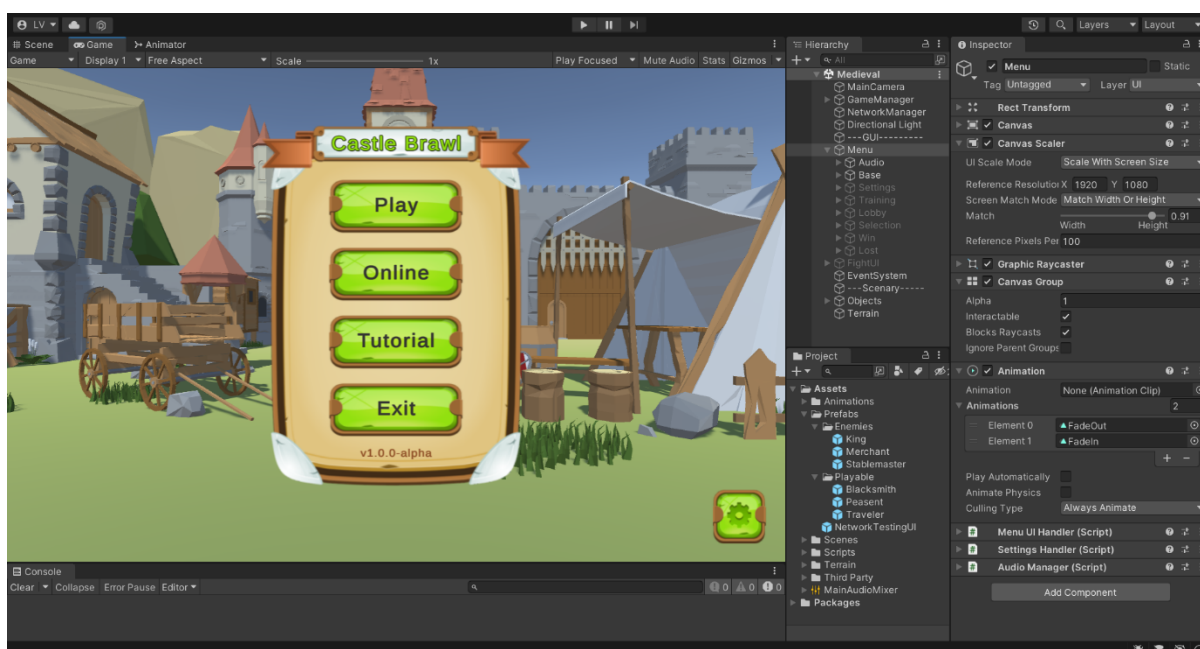 LV
Layers
Layout
Scene
Game
Animator
Game
Display 1
Free Aspect
Scale
1x
Play Focused
Mute Audio
Stats
Gizmos
Castle Brawl
Play
Online
Tutorial
Exit
v1.0.0-alpha
Console
Clear
Collapse
Error Pause
Editor
0
0
0
Hierarchy
All
Medieval
MainCamera
GameManager
NetworkManager
Directional Light
---GUI---------
Menu
Audio
Base
Settings
Training
Lobby
Selection
Win
Lost
FightUI
EventSystem
---Scenary-----
Objects
Terrain
Project
Assets
Animations
Prefabs
Enemies
King
Merchant
Stablemaster
Playable
Blacksmith
Peasent
Traveler
NetworkTestingUI
Scenes
Scripts
Terrain
Third Party
MainAudioMixer
Packages
Inspector
Menu
Static
Tag Untagged
Layer UI
Rect Transform
Canvas
Canvas Scaler
UI Scale Mode Scale With Screen Size
Reference Resolution X 1920 Y 1080
Screen Match Mode Match Width Or Height
Match 0.91
Width Height
Reference Pixels Per 100
Graphic Raycaster
Canvas Group
Alpha 1
Interactable
Blocks Raycasts
Ignore Parent Groups
Animation
Animation None (Animation Clip)
Animations 2
Element 0 FadeOut
Element 1 FadeIn
Play Automatically
Animate Physics
Culling Type Always Animate
Menu UI Handler (Script)
Settings Handler (Script)
Audio Manager (Script)
Add Component